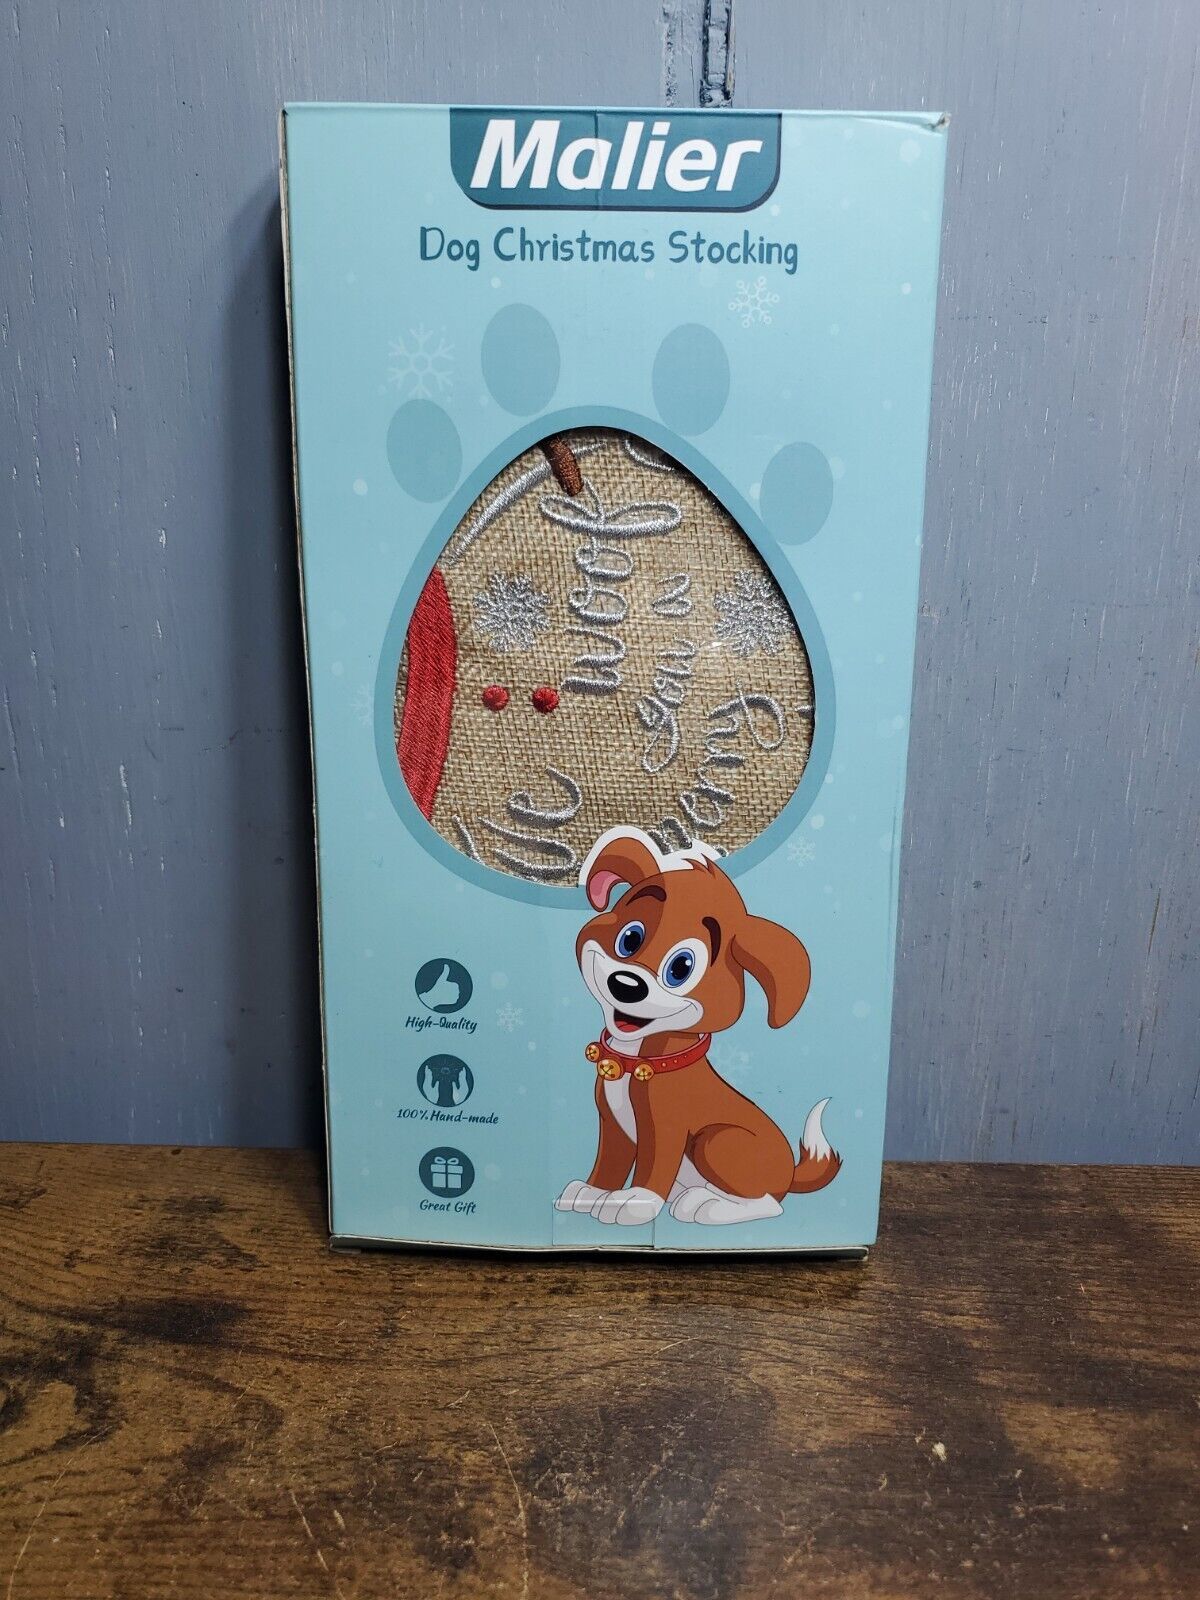 Malier
Dog Christmas Stocking
We
woof
you a
merry
High-Quality
100% Hand-made
Great Gift